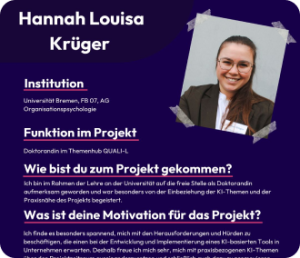 Hannah Louisa
Krüger
Institution
Universität Bremen, FB 07, AG
Organisationspsychologie
Funktion im Projekt
Doktorandin im Themenhub QUALI-L
Wie bist du zum Projekt gekommen?
Ich bin im Rahmen der Lehre an der Universität auf die freie Stelle als Doktorandin
aufmerksam geworden und war besonders von der Einbeziehung der KI-Themen und der
Praxisnähe des Projekts begeistert.
Was ist deine Motivation für das Projekt?
Ich finde es besonders spannend, mich mit den Herausforderungen und Hürden zu
beschäftigen, die einen bei der Entwicklung und Implementierung eines KI-basierten Tools in
Unternehmen erwarten. Deshalb freue ich mich sehr, mich mit praxisbezogenen KI-Themen